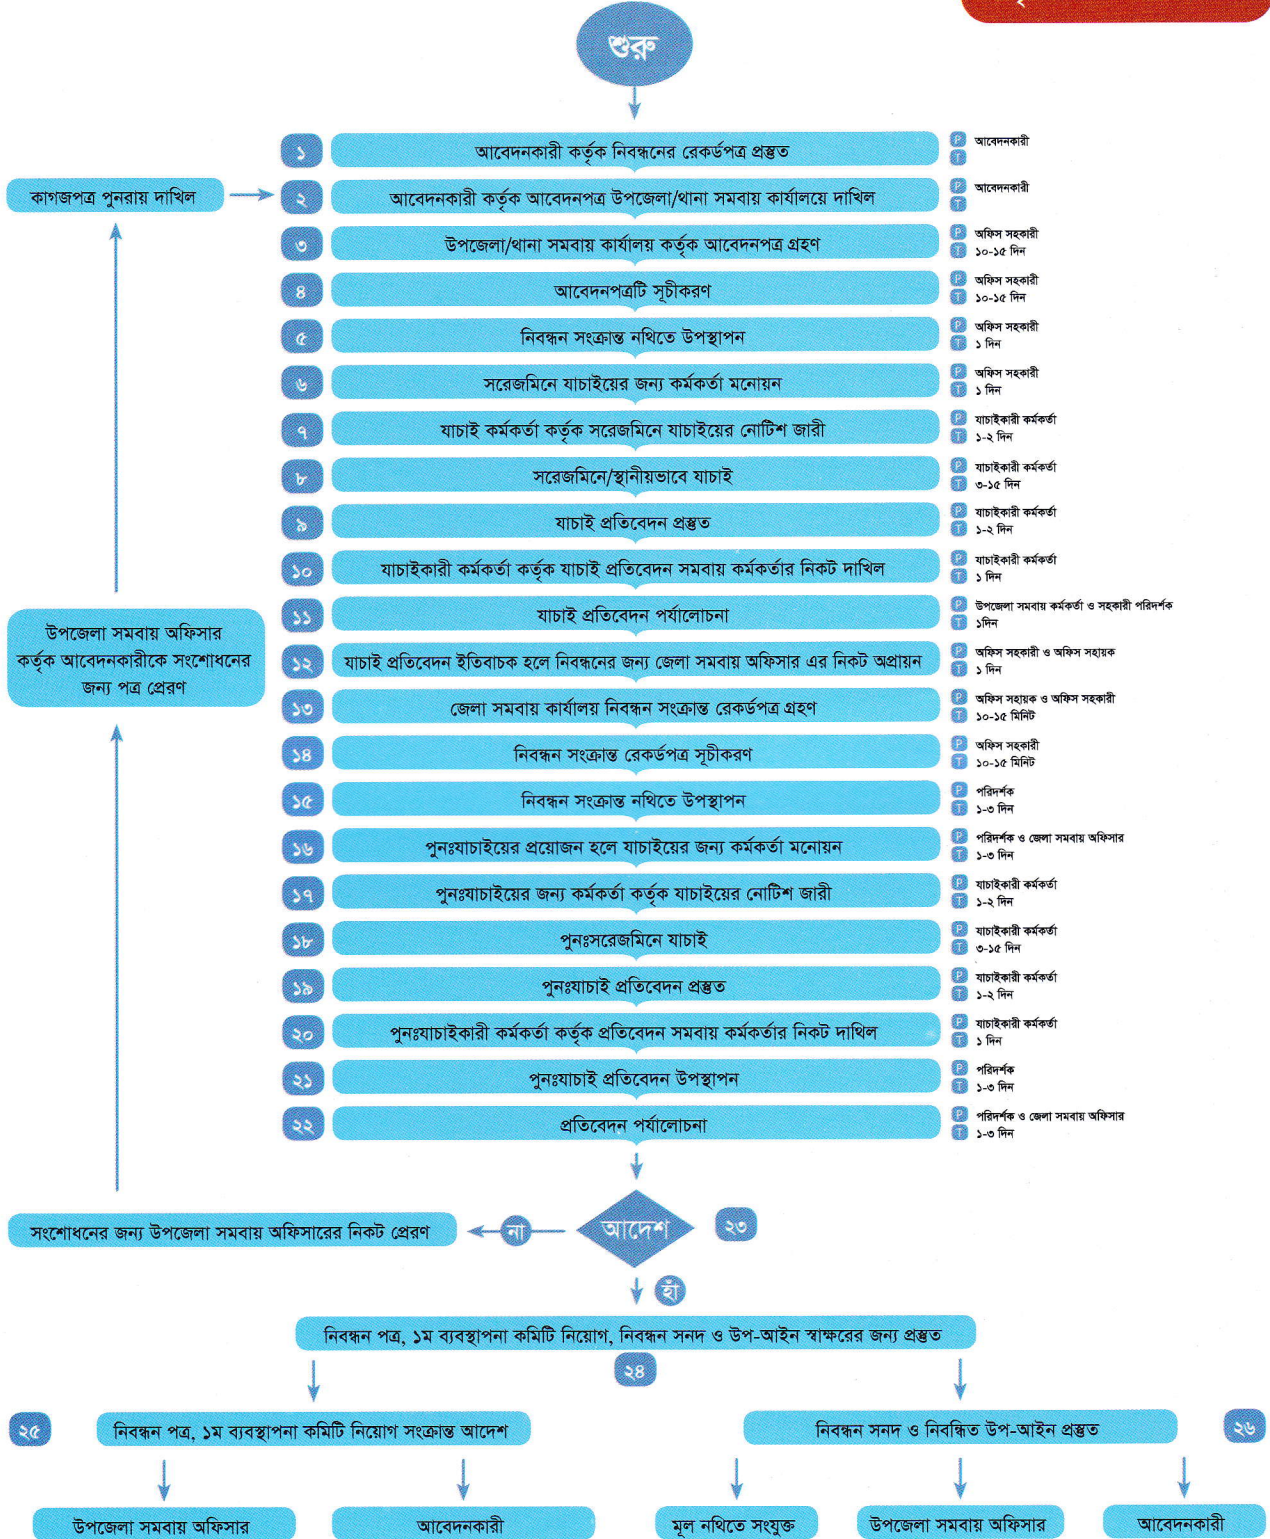 শুরু
১
আবেদনকারী কর্তৃক নিবন্ধনের রেকর্ডপত্র প্রস্তুত
P আবেদনকারী
T
কাগজপত্র পুনরায় দাখিল
২
আবেদনকারী কর্তৃক আবেদনপত্র উপজেলা/থানা সমবায় কার্যালয়ে দাখিল
P আবেদনকারী
T
৩
উপজেলা/থানা সমবায় কার্যালয় কর্তৃক আবেদনপত্র গ্রহণ
P অফিস সহকারী
T ১০-১৫ দিন
৪
আবেদনপত্রটি সূচীকরণ
P অফিস সহকারী
T ১০-১৫ দিন
৫
নিবন্ধন সংক্রান্ত নথিতে উপস্থাপন
P অফিস সহকারী
T ১ দিন
৬
সরেজমিনে যাচাইয়ের জন্য কর্মকর্তা মনোয়ন
P অফিস সহকারী
T ১ দিন
৭
যাচাই কর্মকর্তা কর্তৃক সরেজমিনে যাচাইয়ের নোটিশ জারী
P যাচাইকারী কর্মকর্তা
T ১-২ দিন
৮
সরেজমিনে/স্থানীয়ভাবে যাচাই
P যাচাইকারী কর্মকর্তা
T ৩-১৫ দিন
৯
যাচাই প্রতিবেদন প্রস্তুত
P যাচাইকারী কর্মকর্তা
T ১-২ দিন
১০
যাচাইকারী কর্মকর্তা কর্তৃক যাচাই প্রতিবেদন সমবায় কর্মকর্তার নিকট দাখিল
P যাচাইকারী কর্মকর্তা
T ১ দিন
১১
যাচাই প্রতিবেদন পর্যালোচনা
P উপজেলা সমবায় কর্মকর্তা ও সহকারী পরিদর্শক
T ১দিন
উপজেলা সমবায় অফিসার
কর্তৃক আবেদনকারীকে সংশোধনের
জন্য পত্র প্রেরণ
১২
যাচাই প্রতিবেদন ইতিবাচক হলে নিবন্ধনের জন্য জেলা সমবায় অফিসার এর নিকট অপ্রায়ন
P অফিস সহকারী ও অফিস সহায়ক
T ১ দিন
১৩
জেলা সমবায় কার্যালয় নিবন্ধন সংক্রান্ত রেকর্ডপত্র গ্রহণ
P অফিস সহায়ক ও অফিস সহকারী
T ১০-১৫ মিনিট
১৪
নিবন্ধন সংক্রান্ত রেকর্ডপত্র সূচীকরণ
P অফিস সহকারী
T ১০-১৫ মিনিট
১৫
নিবন্ধন সংক্রান্ত নথিতে উপস্থাপন
P পরিদর্শক
T ১-৩ দিন
১৬
পুনঃযাচাইয়ের প্রয়োজন হলে যাচাইয়ের জন্য কর্মকর্তা মনোয়ন
P পরিদর্শক ও জেলা সমবায় অফিসার
T ১-৩ দিন
১৭
পুনঃযাচাইয়ের জন্য কর্মকর্তা কর্তৃক যাচাইয়ের নোটিশ জারী
P যাচাইকারী কর্মকর্তা
T ১-২ দিন
১৮
পুনঃসরেজমিনে যাচাই
P যাচাইকারী কর্মকর্তা
T ৩-১৫ দিন
১৯
পুনঃযাচাই প্রতিবেদন প্রস্তুত
P যাচাইকারী কর্মকর্তা
T ১-২ দিন
২০
পুনঃযাচাইকারী কর্মকর্তা কর্তৃক প্রতিবেদন সমবায় কর্মকর্তার নিকট দাথিল
P যাচাইকারী কর্মকর্তা
T ১ দিন
২১
পুনঃযাচাই প্রতিবেদন উপস্থাপন
P পরিদর্শক
T ১-৩ দিন
২২
প্রতিবেদন পর্যালোচনা
P পরিদর্শক ও জেলা সমবায় অফিসার
T ১-৩ দিন
সংশোধনের জন্য উপজেলা সমবায় অফিসারের নিকট প্রেরণ
না
আদেশ
২৩
হাঁ
নিবন্ধন পত্র, ১ম ব্যবস্থাপনা কমিটি নিয়োগ, নিবন্ধন সনদ ও উপ-আইন স্বাক্ষরের জন্য প্রস্তুত
২৪
২৫
নিবন্ধন পত্র, ১ম ব্যবস্থাপনা কমিটি নিয়োগ সংক্রান্ত আদেশ
নিবন্ধন সনদ ও নিবন্ধিত উপ-আইন প্রস্তুত
২৬
উপজেলা সমবায় অফিসার
আবেদনকারী
মূল নথিতে সংযুক্ত
উপজেলা সমবায় অফিসার
আবেদনকারী